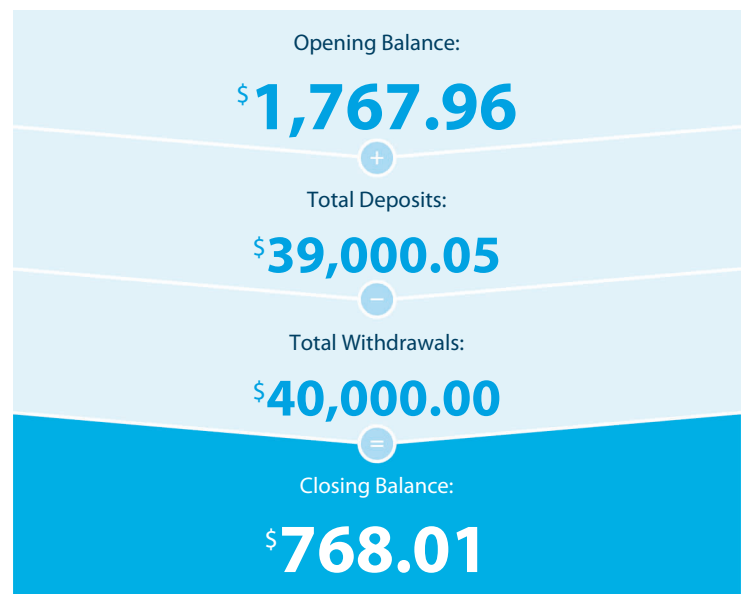 Opening Balance:
$1,767.96
+
Total Deposits:
$39,000.05
−
Total Withdrawals:
$40,000.00
=
Closing Balance:
$768.01